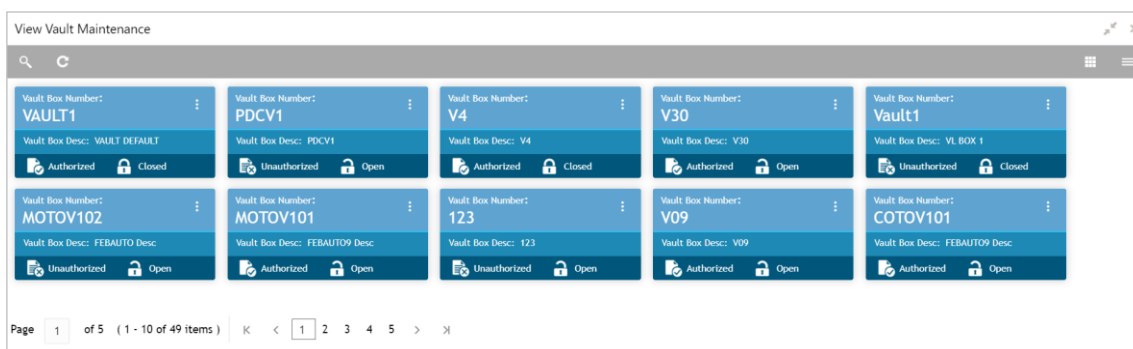 View Vault Maintenance
Vault Box Number:
VAULT1
Vault Box Desc: VAULT DEFAULT
Authorized Closed
Vault Box Number:
PDCV1
Vault Box Desc: PDCV1
Unauthorized Open
Vault Box Number:
V4
Vault Box Desc: V4
Authorized Closed
Vault Box Number:
V30
Vault Box Desc: V30
Authorized Open
Vault Box Number:
Vault1
Vault Box Desc: VL BOX 1
Unauthorized Closed
Vault Box Number:
MOTOV102
Vault Box Desc: FEBAUTO Desc
Unauthorized Open
Vault Box Number:
MOTOV101
Vault Box Desc: FEBAUTO9 Desc
Authorized Open
Vault Box Number:
123
Vault Box Desc: 123
Unauthorized Open
Vault Box Number:
V09
Vault Box Desc: V09
Authorized Open
Vault Box Number:
COTOV101
Vault Box Desc: FEBAUTO9 Desc
Authorized Open
Page 1 of 5 ( 1 - 10 of 49 items ) 1 2 3 4 5